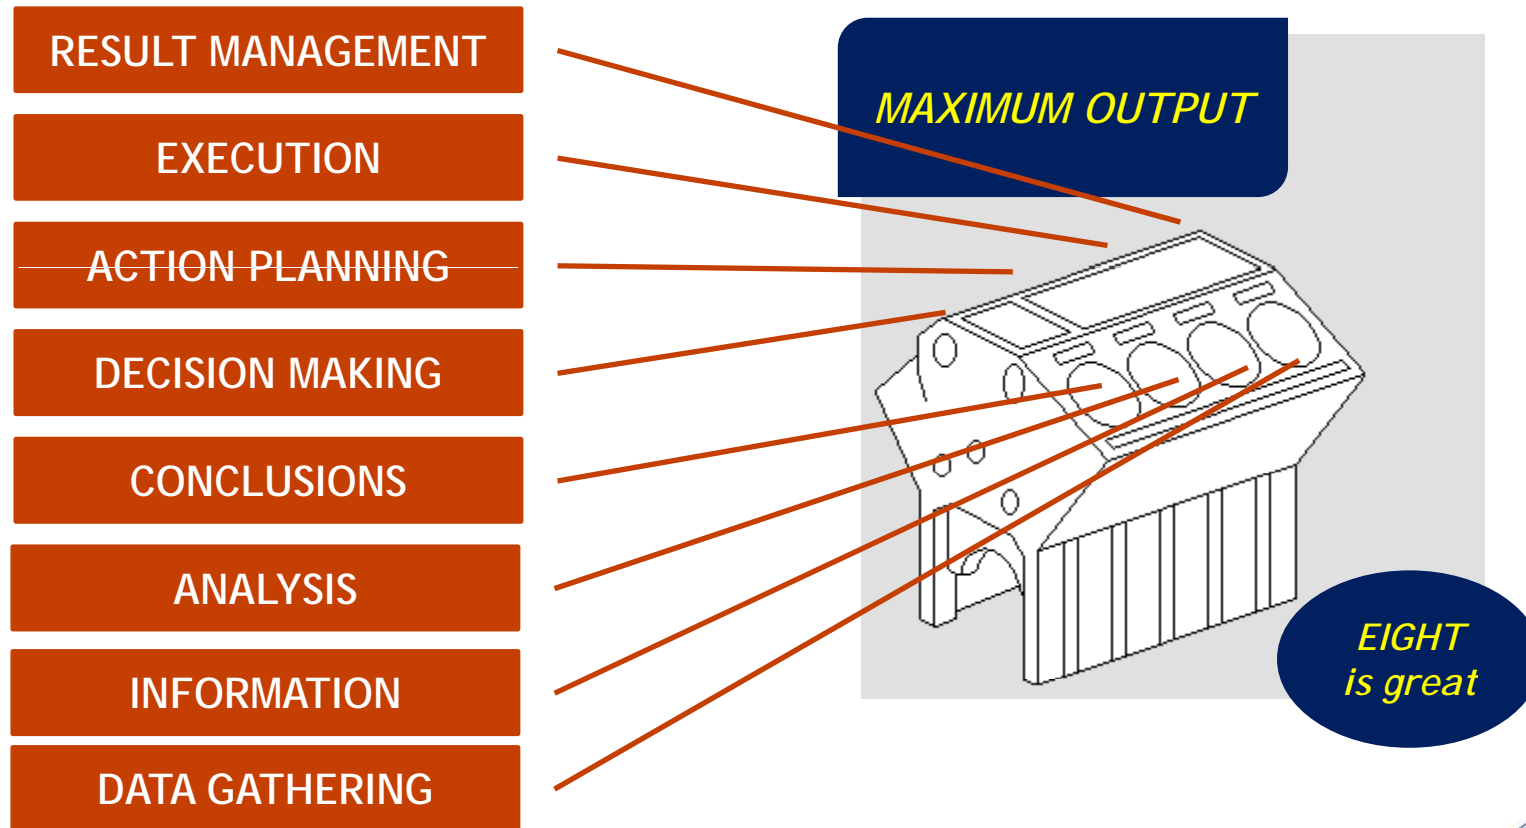 RESULT MANAGEMENT
EXECUTION
ACTION PLANNING
DECISION MAKING
CONCLUSIONS
ANALYSIS
INFORMATION
DATA GATHERING
MAXIMUM OUTPUT
EIGHT
is great